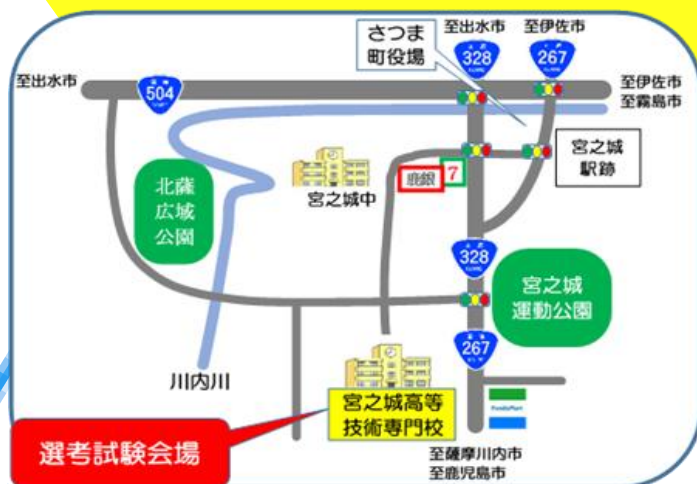 至出水市
504
さつま
町役場
至出水市
328
至伊佐市
267
至伊佐市
至霧島市
宮之城
駅跡
北薩
広域
公園
宮之城中
鹿銀
7
328
宮之城
運動公園
267
川内川
宮之城高等
技術専門校
選考試験会場
FamilyMart
至薩摩川内市
至鹿児島市